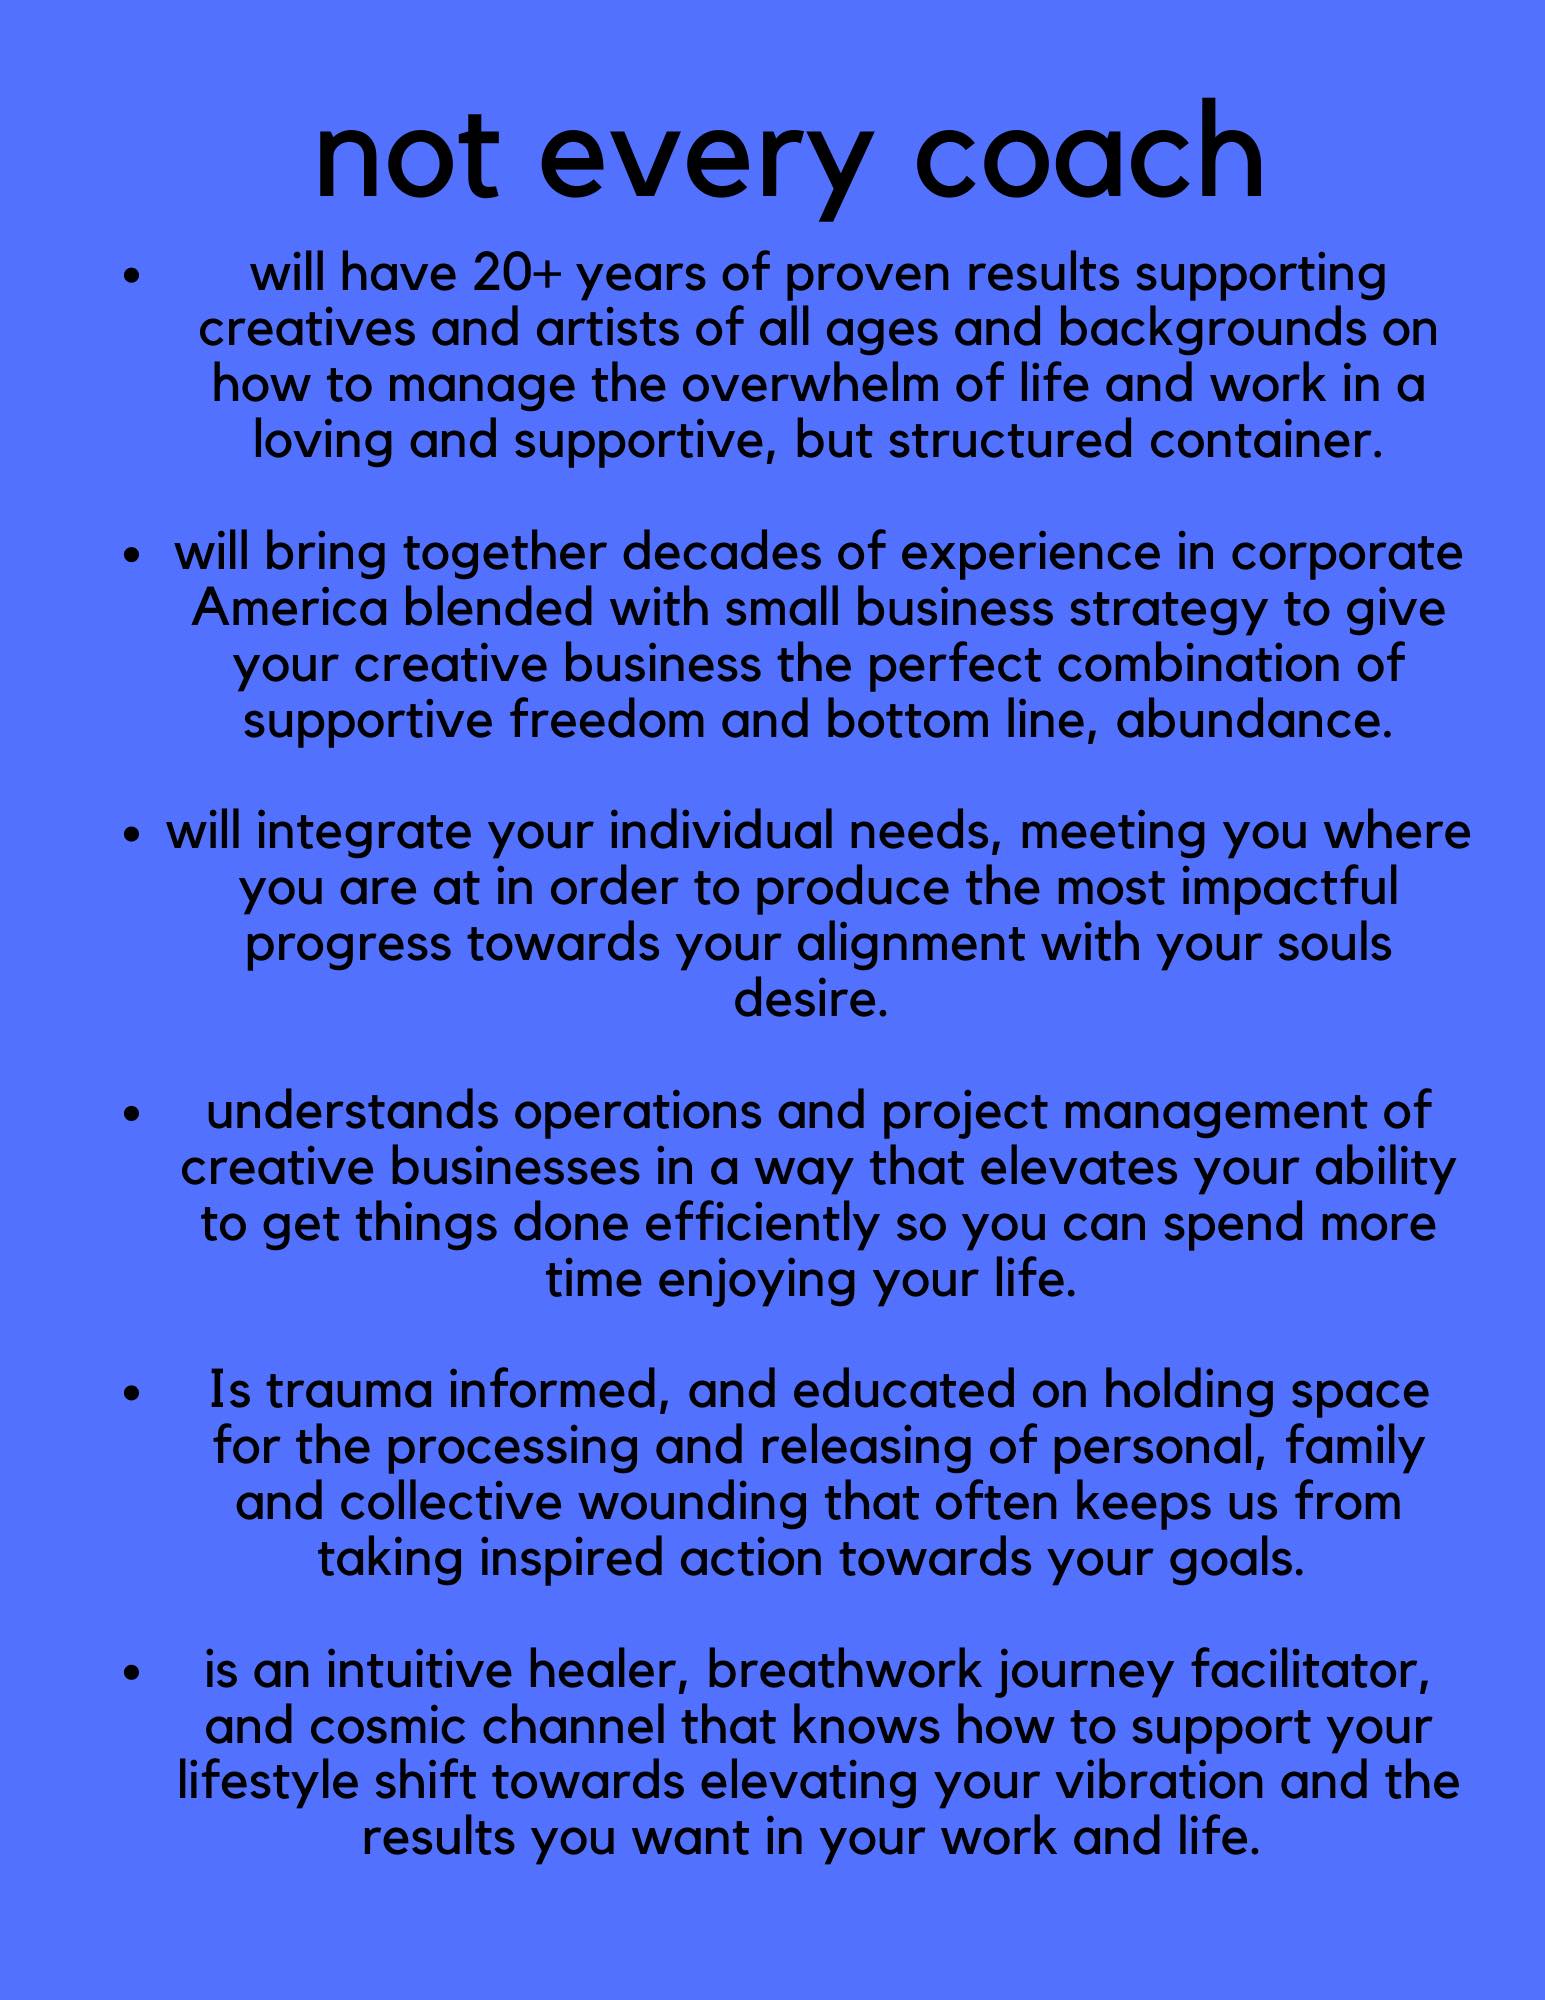 not every coach
• will have 20+ years of proven results supporting
creatives and artists of all ages and backgrounds on
how to manage the overwhelm of life and work in a
loving and supportive, but structured container.
• will bring together decades of experience in corporate
America blended with small business strategy to give
your creative business the perfect combination of
supportive freedom and bottom line, abundance.
• will integrate your individual needs, meeting you where
you are at in order to produce the most impactful
progress towards your alignment with your souls
desire.
• understands operations and project management of
creative businesses in a way that elevates your ability
to get things done efficiently so you can spend more
time enjoying your life.
• Is trauma informed, and educated on holding space
for the processing and releasing of personal, family
and collective wounding that often keeps us from
taking inspired action towards your goals.
• is an intuitive healer, breathwork journey facilitator,
and cosmic channel that knows how to support your
lifestyle shift towards elevating your vibration and the
results you want in your work and life.